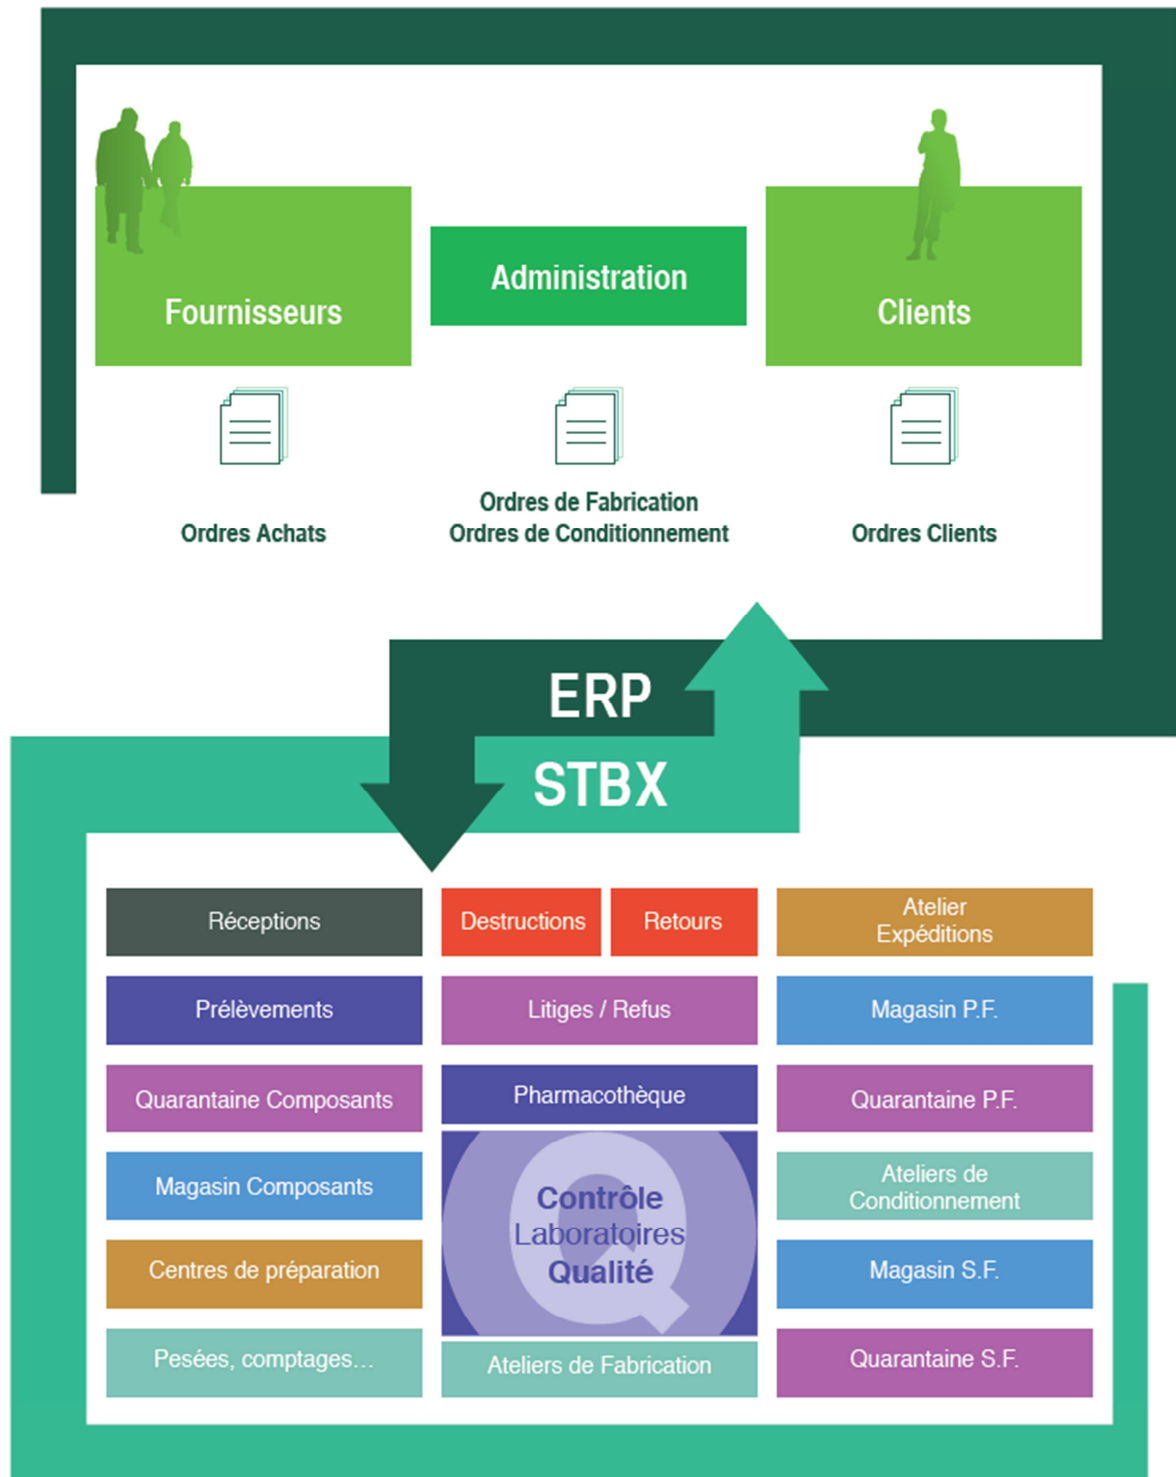 Fournisseurs
Administration
Clients
Ordres Achats
Ordres de Fabrication
Ordres de Conditionnement
Ordres Clients
ERP
STBX
Réceptions
Destructions
Retours
Atelier
Expéditions
Prélèvements
Litiges / Refus
Magasin P.F.
Quarantaine Composants
Pharmacothèque
Quarantaine P.F.
Magasin Composants
Contrôle
Laboratoires
Qualité
Ateliers de
Conditionnement
Centres de préparation
Magasin S.F.
Pesées, comptages...
Ateliers de Fabrication
Quarantaine S.F.